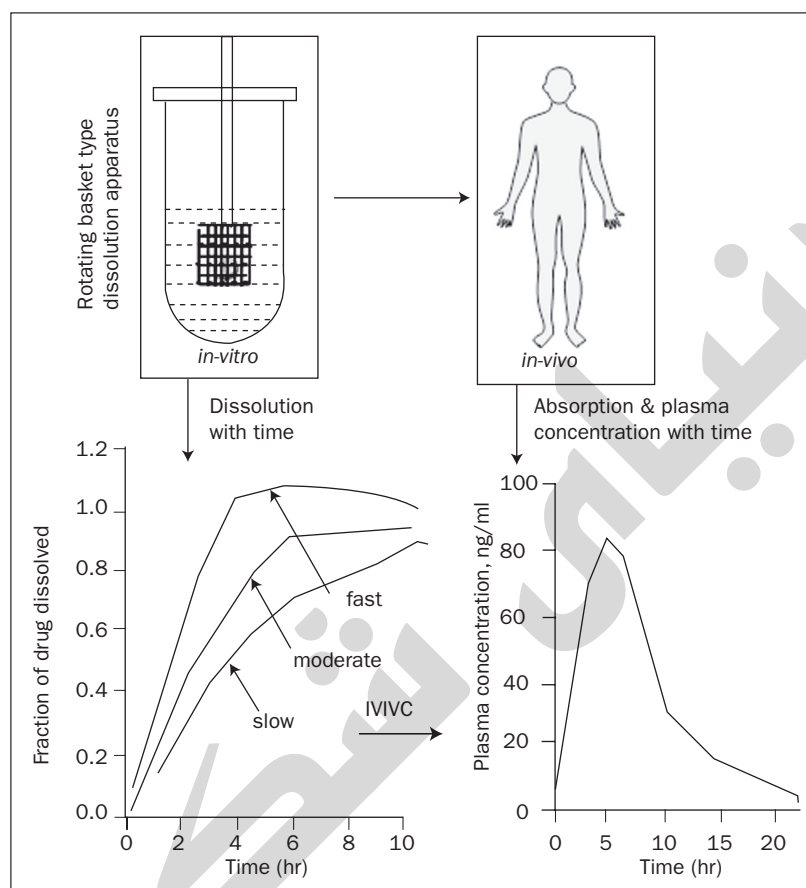 Rotating basket type
dissolution apparatus
in-vitro
in-vivo
Dissolution
with time
Absorption & plasma
concentration with time
Fraction of drug dissolved
1.2
1.0
0.8
0.6
0.4
0.2
0.0
fast
moderate
slow
0 2 4 6 8 10
Time (hr)
IVIVC
Plasma concentration, ng/ml
100
80
60
40
20
0
0 5 10 15 20
Time (hr)